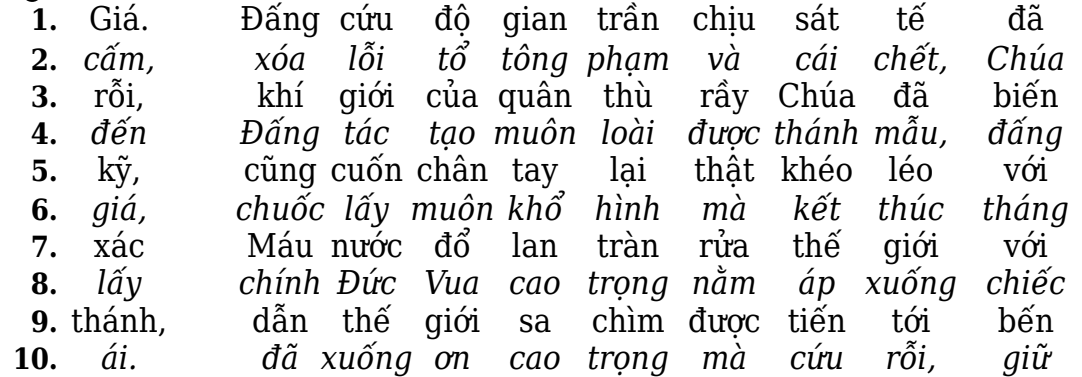 1. Giá. Đấng cứu độ gian trần chịu sát tế đã
2. cấm, xóa lỗi tổ tông phạm và cái chết, Chúa
3. rỗi, khí giới của quân thù rầy Chúa đã biến
4. đến Đấng tác tạo muôn loài được thánh mẫu, đấng
5. kỹ, cũng cuốn chân tay lại thật khéo léo với
6. giá, chuốc lấy muôn khổ hình mà kết thúc tháng
7. xác Máu nước đổ lan tràn rửa thế giới với
8. lấy chính Đức Vua cao trọng nằm áp xuống chiếc
9. thánh, dẫn thế giới sa chìm được tiến tới bến
10. ái. đã xuống ơn cao trọng mà cứu rỗi, giữ